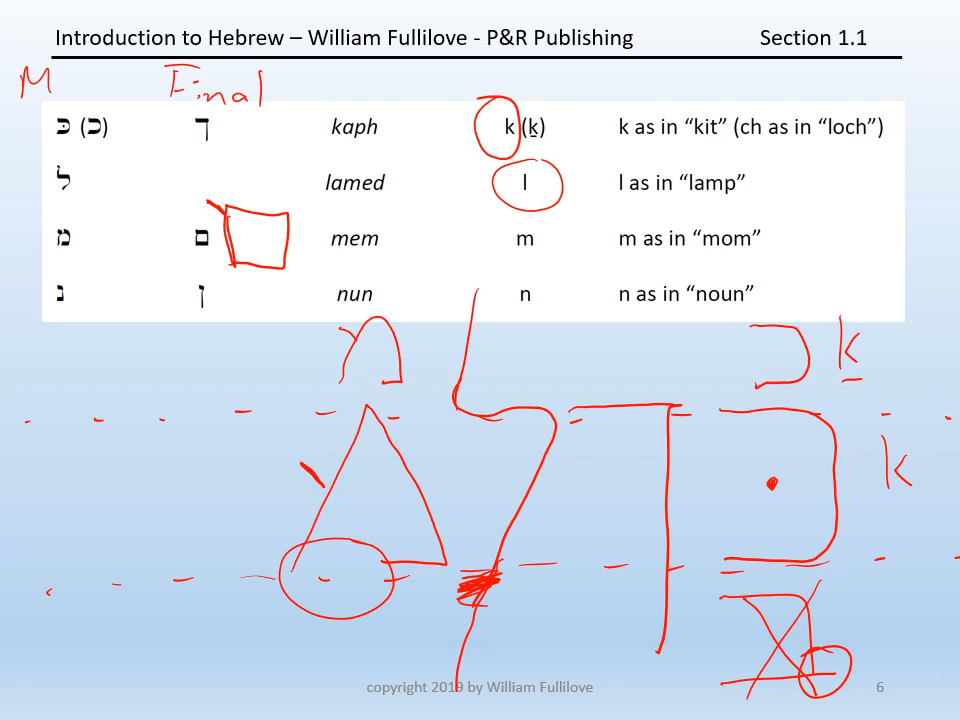 Introduction to Hebrew – William Fullilove - P&R Publishing Section 1.1
M Final
כּ (כ) ך kaph k (ḵ) k as in “kit” (ch as in “loch”)
ל lamed l l as in “lamp”
מ ם mem m m as in “mom”
נ ן nun n n as in “noun”
מ כ ḵ
מ ל ך כּ k
copyright 2019 by William Fullilove 6